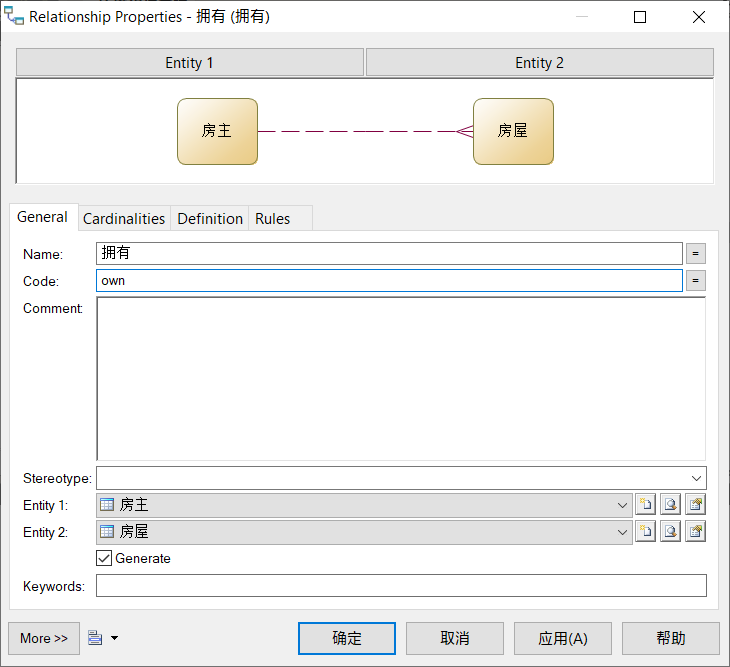 Relationship Properties - 拥有 (拥有)
Entity 1
Entity 2
房主
房屋
General
Cardinalities
Definition
Rules
Name:
拥有
=
Code:
own
=
Comment:
Stereotype:
Entity 1:
房主
Entity 2:
房屋
Generate
Keywords:
More >>
确定
取消
应用(A)
帮助